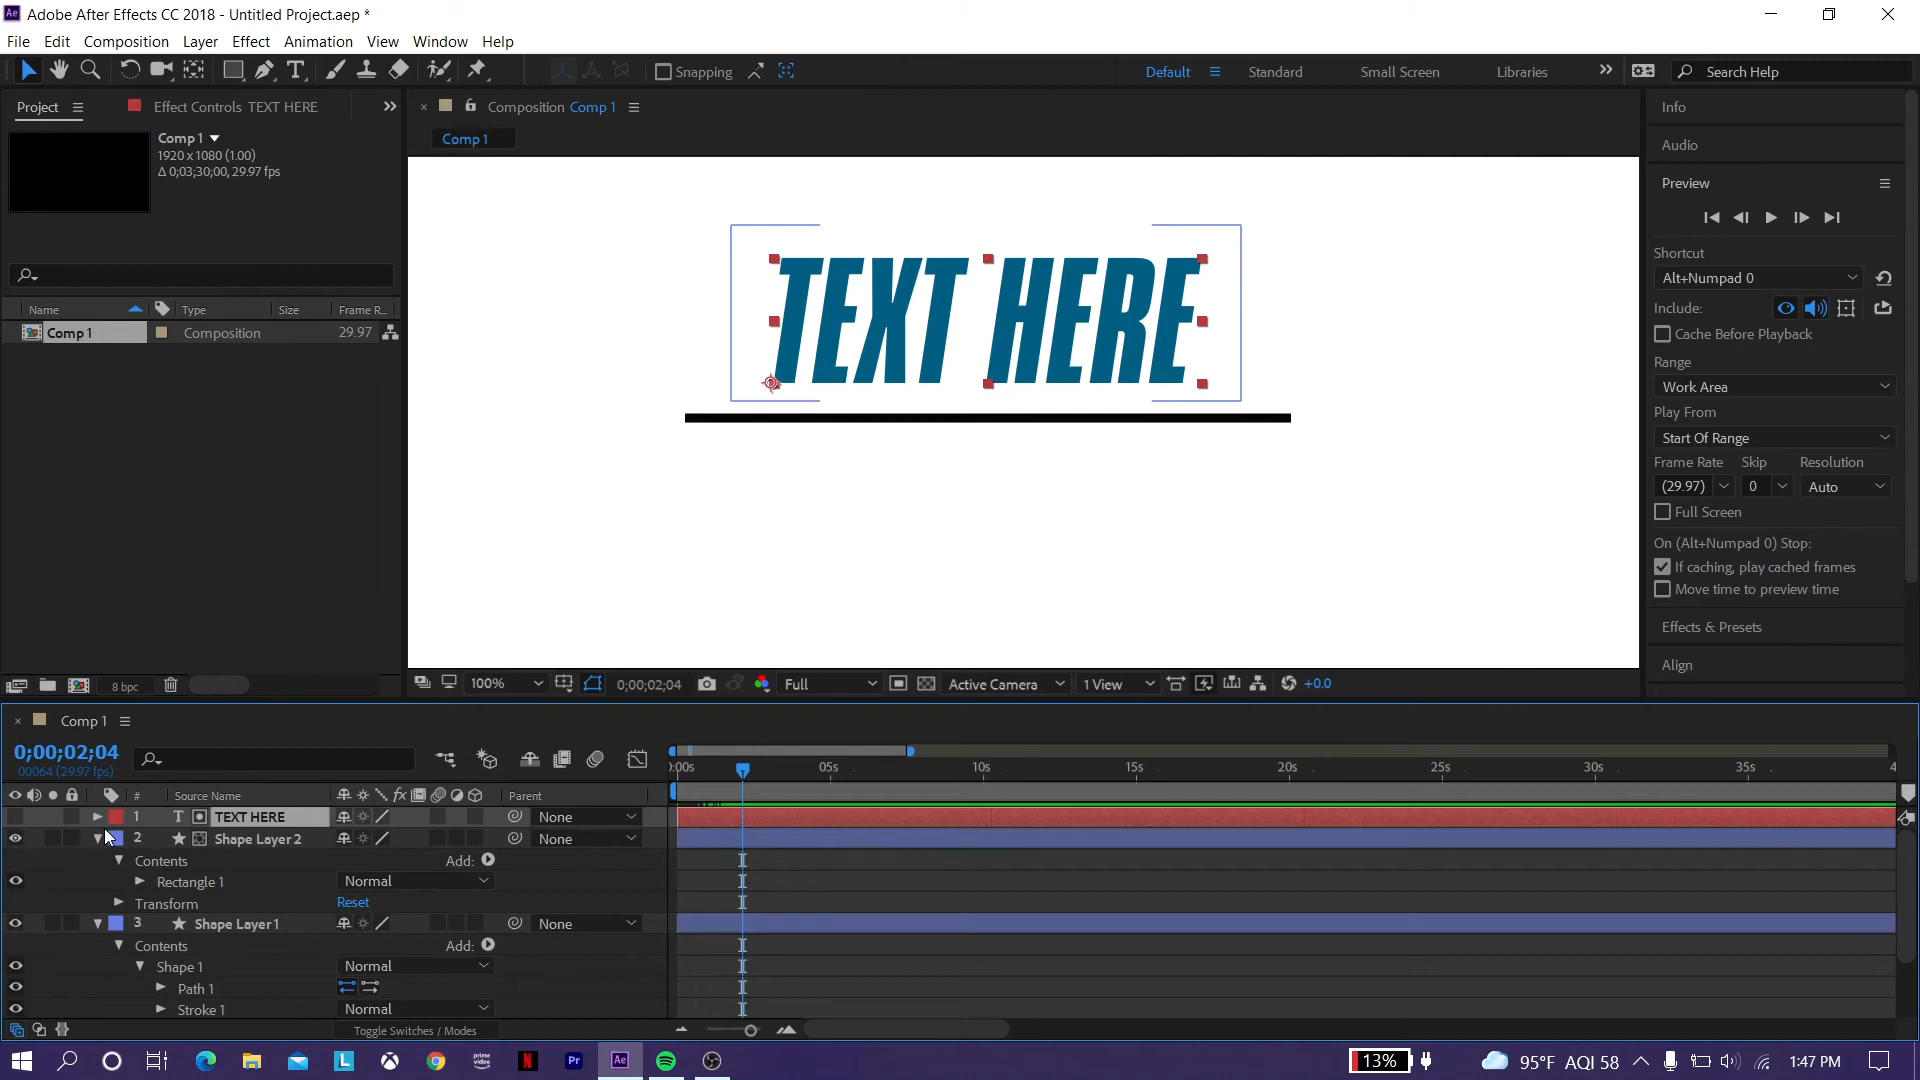 Adobe After Effects CC 2018 - Untitled Project.aep *
File Edit Composition Layer Effect Animation View Window Help
Snapping Default Standard Small Screen Libraries Search Help
Project Effect Controls TEXT HERE
Composition Comp 1
Comp 1
Comp 1
1920 x 1080 (1.00)
Δ 0;03;30;00, 29.97 fps
Name Type Size Frame R...
Comp 1 Composition 29.97
8 bpc
TEXT HERE
100% 0;00;02;04 Full Active Camera 1 View +0.0
Info
Audio
Preview
Shortcut
Alt+Numpad 0
Include:
Cache Before Playback
Range
Work Area
Play From
Start Of Range
Frame Rate Skip Resolution
(29.97) 0 Auto
Full Screen
On (Alt+Numpad 0) Stop:
If caching, play cached frames
Move time to preview time
Effects & Presets
Align
Comp 1
0;00;02;04
00064 (29.97 fps)
# Source Name Parent
05s 10s 15s 20s 25s 30s 35s
1 T TEXT HERE None
2 Shape Layer 2 None
Contents Add:
Rectangle 1 Normal
Transform Reset
3 Shape Layer 1 None
Contents Add:
Shape 1 Normal
Path 1
Stroke 1 Normal
Toggle Switches / Modes
L prime video N Pr Ae 13% 95°F AQI 58 1:47 PM